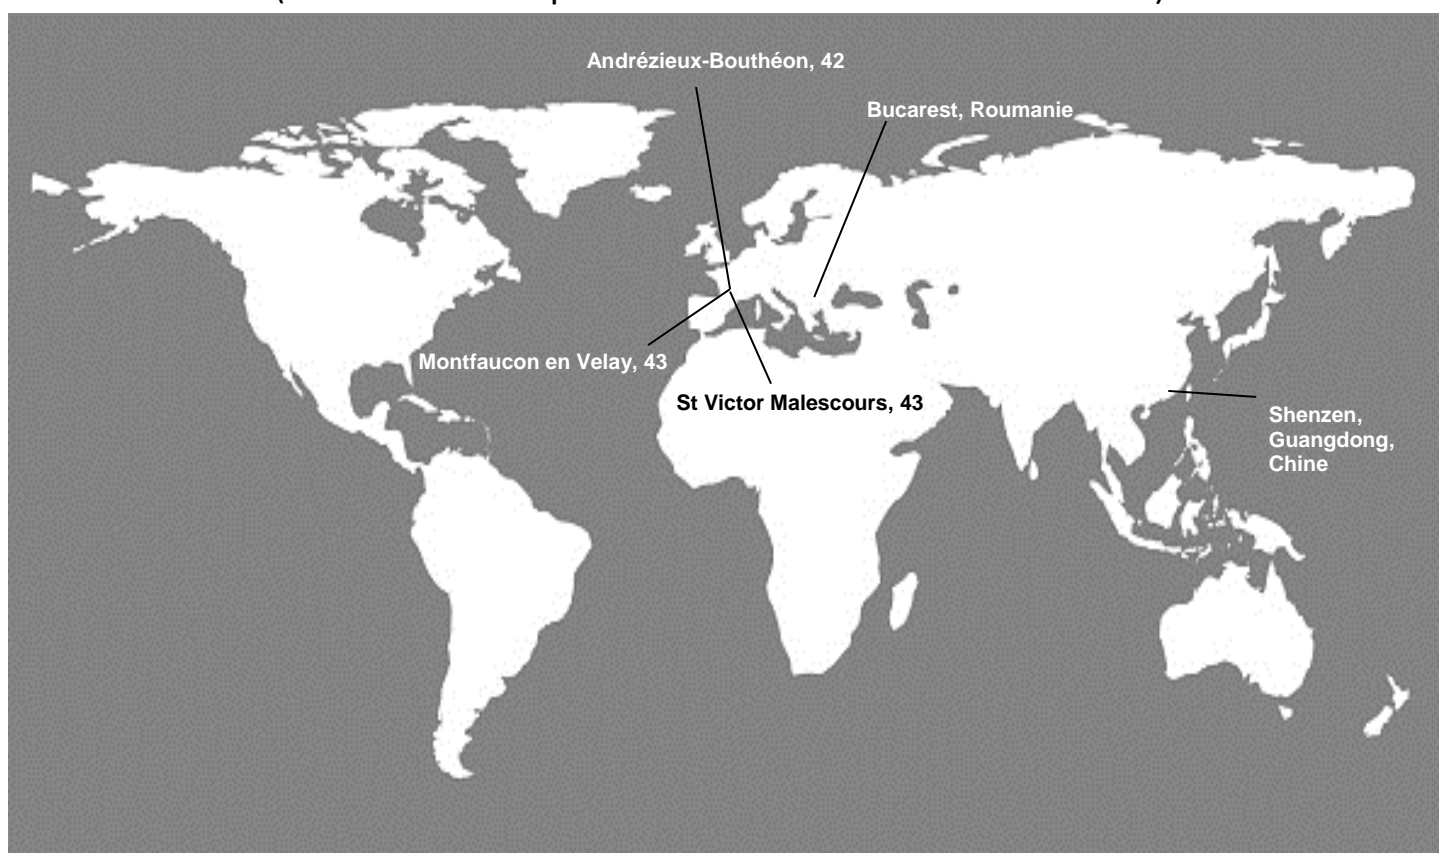 Andrézieux-Bouthéon, 42
Bucarest, Roumanie
Montfaucon en Velay, 43
St Victor Malescours, 43
Shenzen,
Guangdong,
Chine